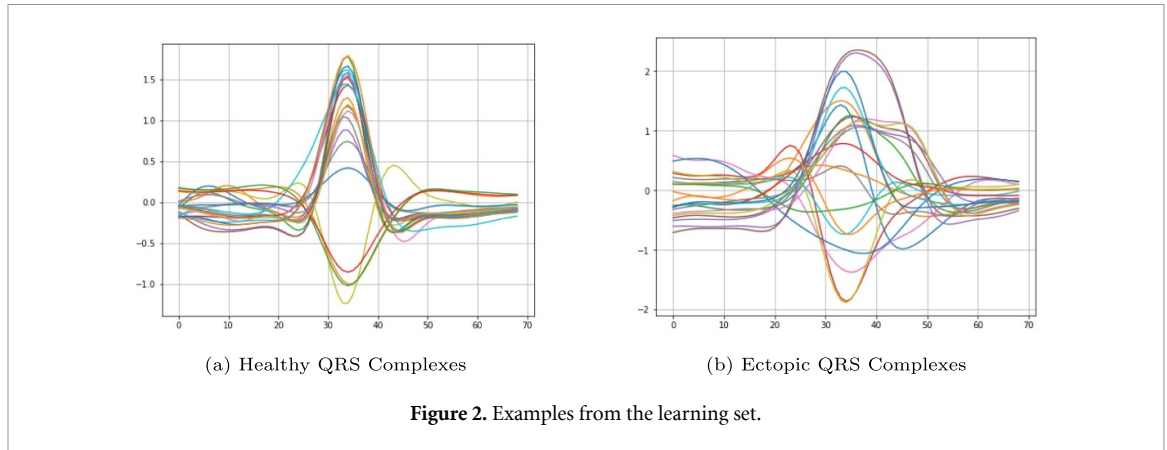 1.5
1.0
0.5
0.0
−0.5
−1.0
0 10 20 30 40 50 60 70
2
1
0
−1
−2
0 10 20 30 40 50 60 70
(a) Healthy QRS Complexes
(b) Ectopic QRS Complexes
Figure 2. Examples from the learning set.